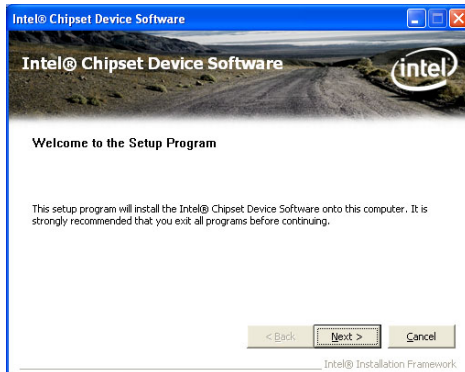 Intel® Chipset Device Software
Intel® Chipset Device Software
intel
Welcome to the Setup Program
This setup program will install the Intel® Chipset Device Software onto this computer. It is
strongly recommended that you exit all programs before continuing.
< Back
Next >
Cancel
Intel® Installation Framework